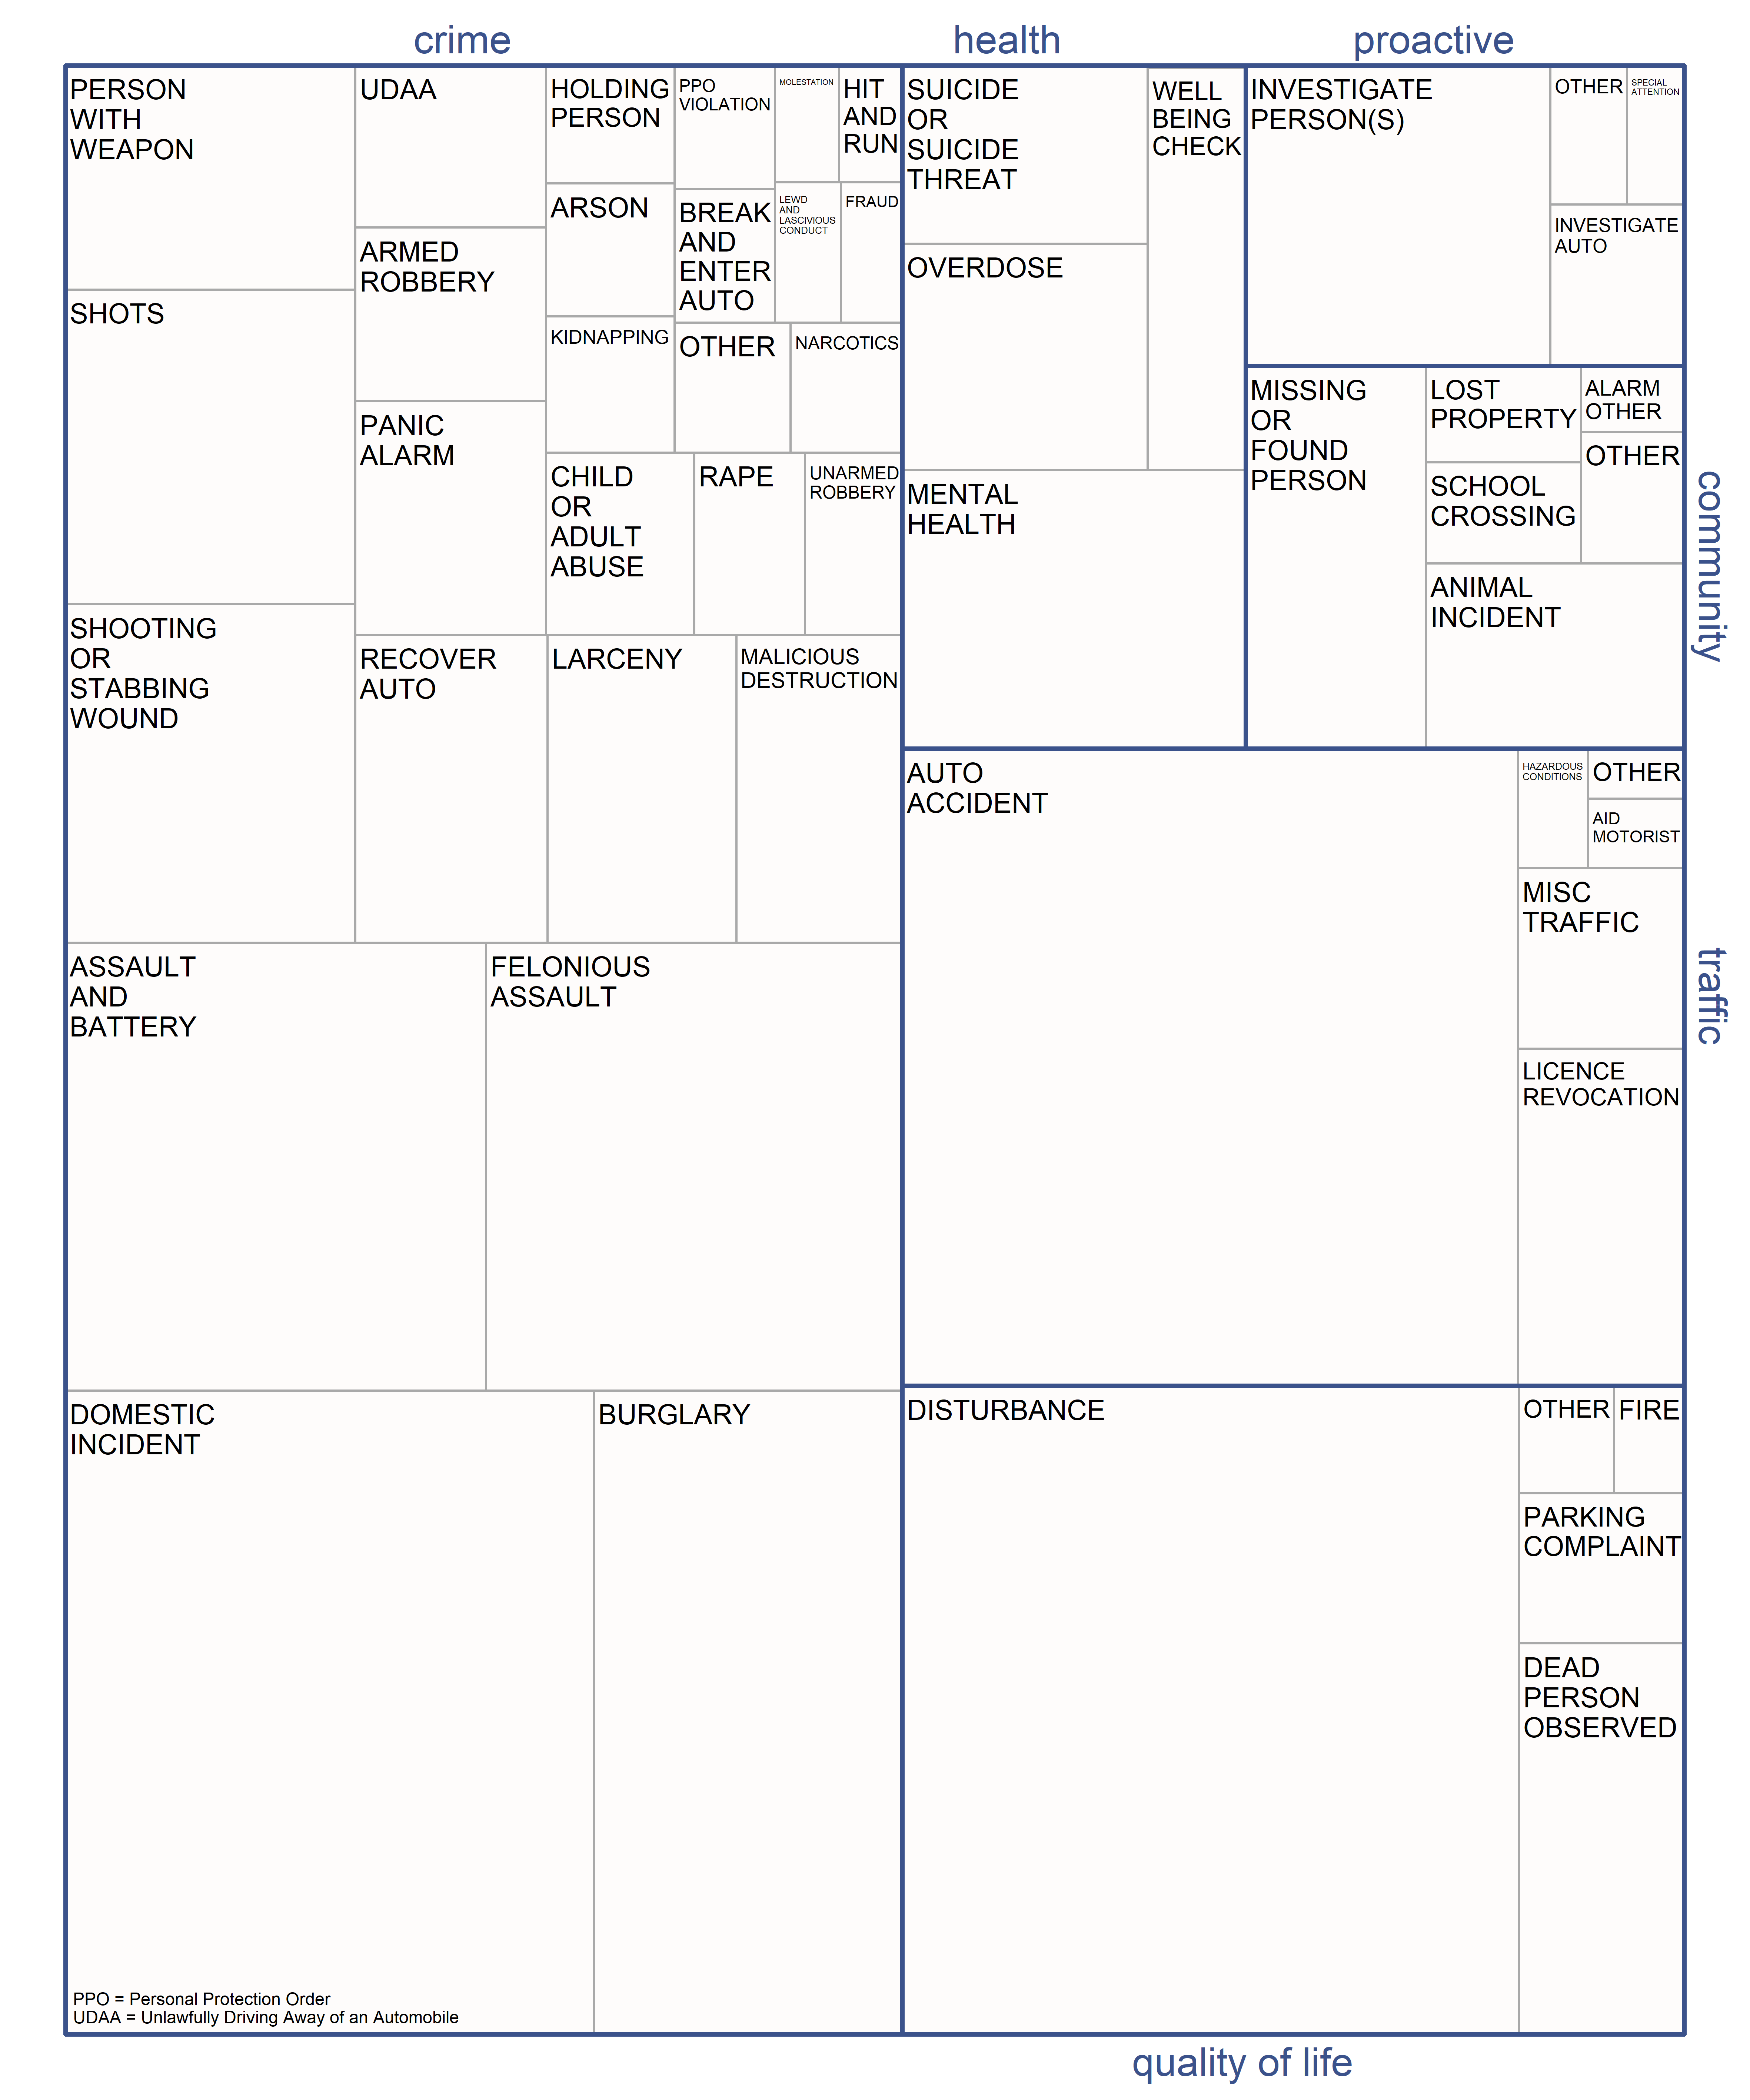 crime
health
proactive
PERSON
WITH
WEAPON
UDAA
HOLDING
PERSON
PPO
VIOLATION
MOLESTATION
HIT
AND
RUN
SHOTS
ARMED
ROBBERY
ARSON
BREAK
AND
ENTER
AUTO
LEWD
AND
LASCIVIOUS
CONDUCT
FRAUD
KIDNAPPING
OTHER
NARCOTICS
PANIC
ALARM
CHILD
OR
ADULT
ABUSE
RAPE
UNARMED
ROBBERY
SHOOTING
OR
STABBING
WOUND
RECOVER
AUTO
LARCENY
MALICIOUS
DESTRUCTION
ASSAULT
AND
BATTERY
FELONIOUS
ASSAULT
DOMESTIC
INCIDENT
BURGLARY
PPO = Personal Protection Order
UDAA = Unlawfully Driving Away of an Automobile
SUICIDE
OR
SUICIDE
THREAT
WELL
BEING
CHECK
OVERDOSE
MENTAL
HEALTH
INVESTIGATE
PERSON(S)
OTHER
SPECIAL
ATTENTION
INVESTIGATE
AUTO
MISSING
OR
FOUND
PERSON
LOST
PROPERTY
ALARM
OTHER
OTHER
SCHOOL
CROSSING
ANIMAL
INCIDENT
community
AUTO
ACCIDENT
HAZARDOUS
CONDITIONS
OTHER
AID
MOTORIST
MISC
TRAFFIC
LICENCE
REVOCATION
traffic
DISTURBANCE
OTHER
FIRE
PARKING
COMPLAINT
DEAD
PERSON
OBSERVED
quality of life